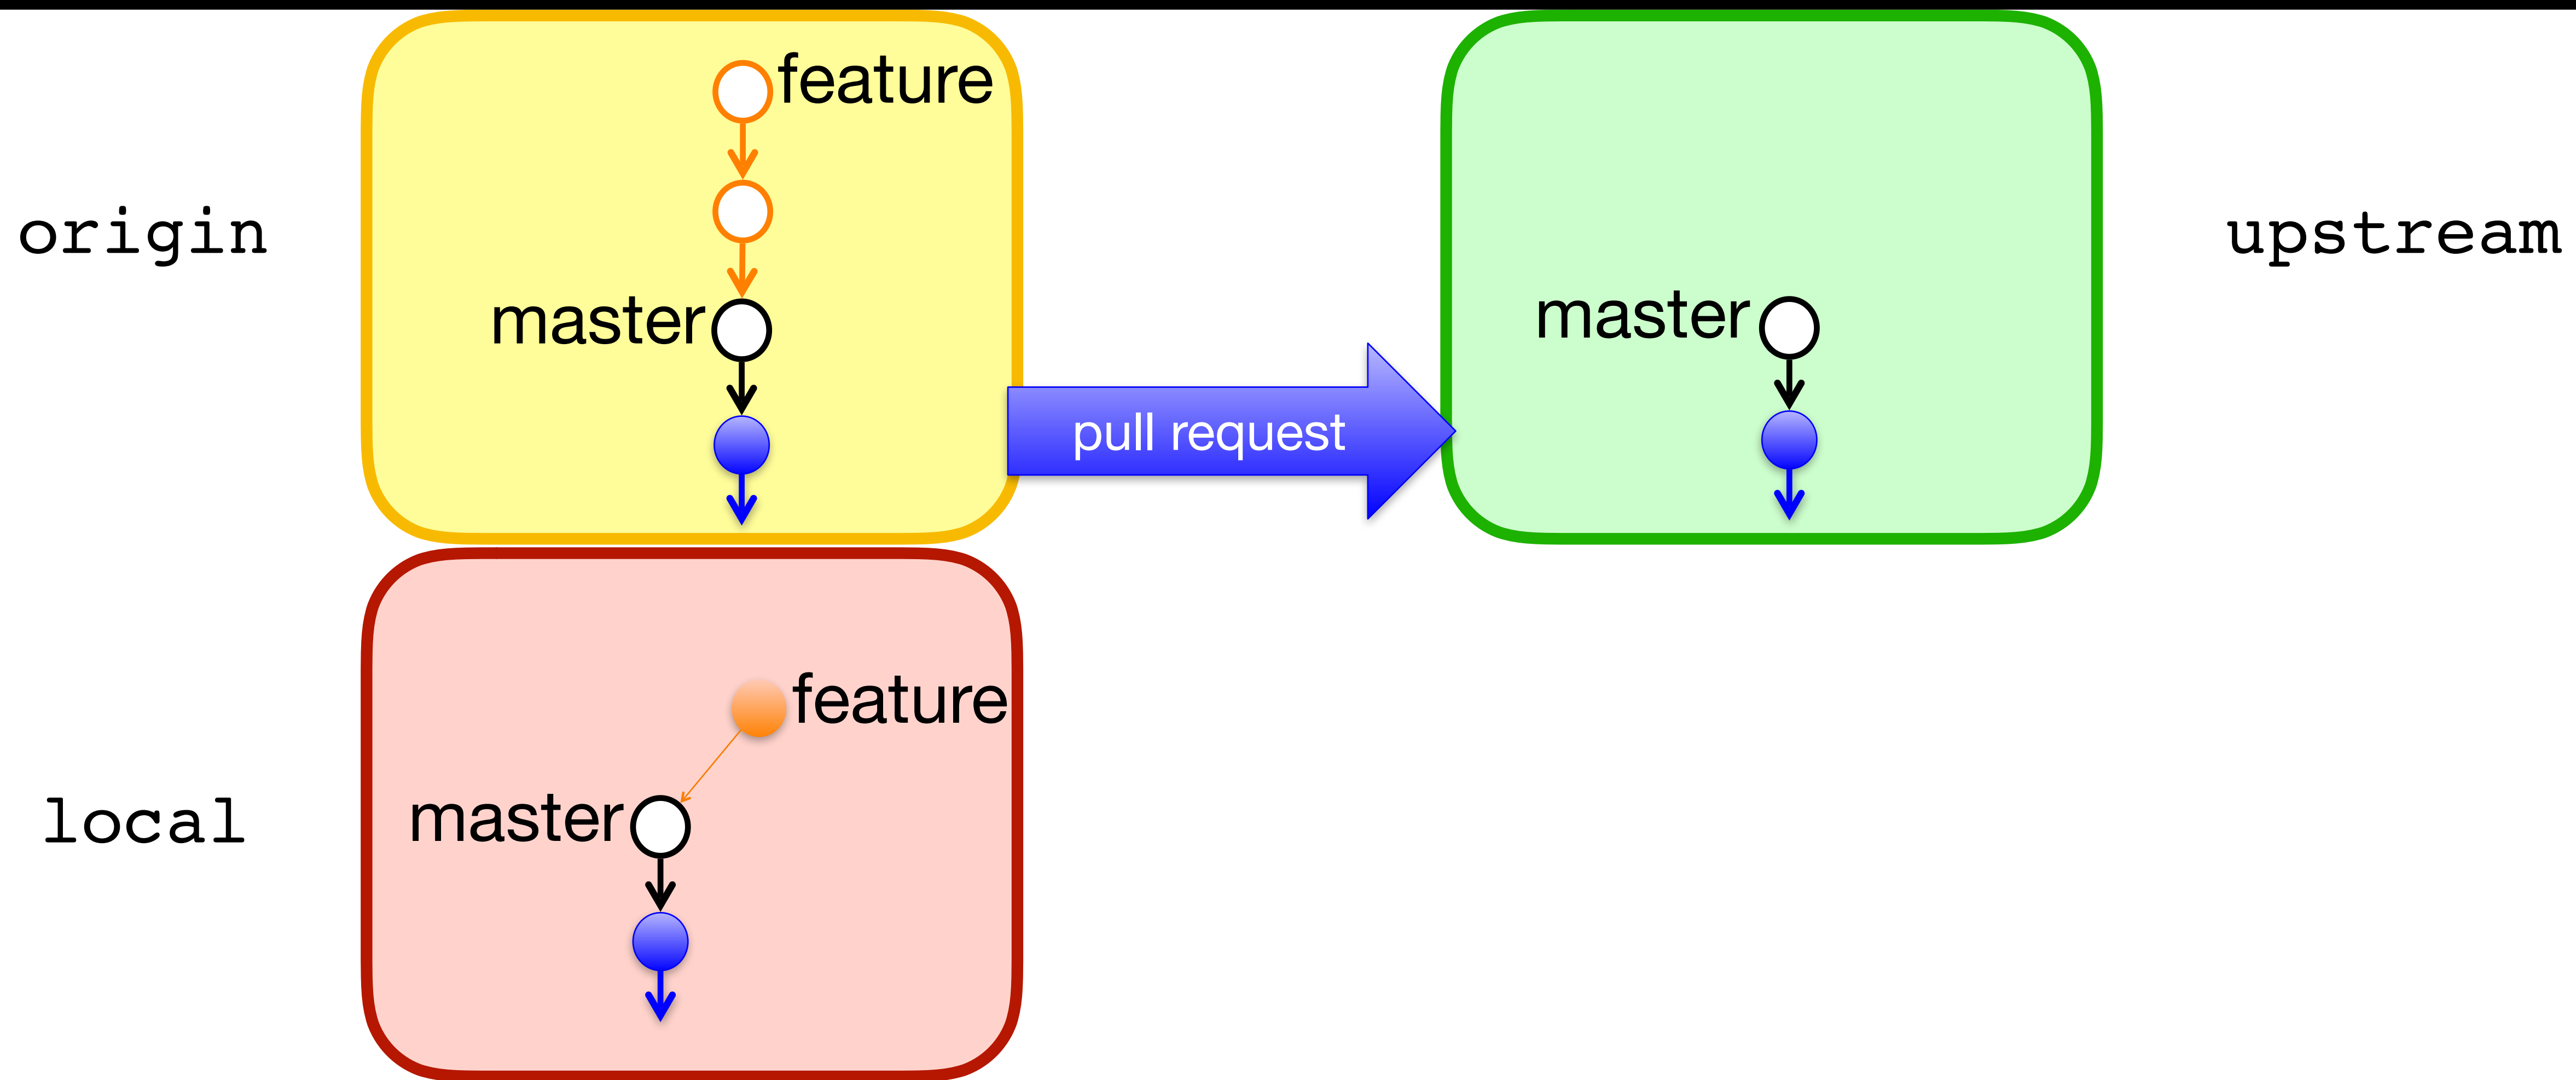 feature
origin
upstream
master
master
pull request
feature
local
master